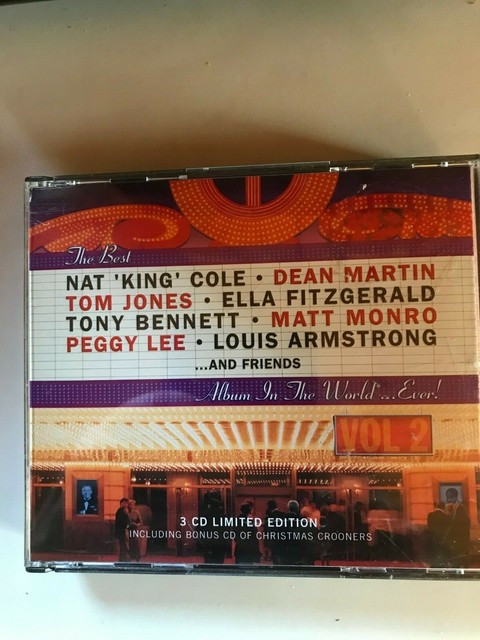 The Best
NAT 'KING' COLE • DEAN MARTIN
TOM JONES • ELLA FITZGERALD
TONY BENNETT • MATT MONRO
PEGGY LEE • LOUIS ARMSTRONG
...AND FRIENDS
Album In The World*...Ever!
VOL 2
3 CD LIMITED EDITION
INCLUDING BONUS CD OF CHRISTMAS CROONERS